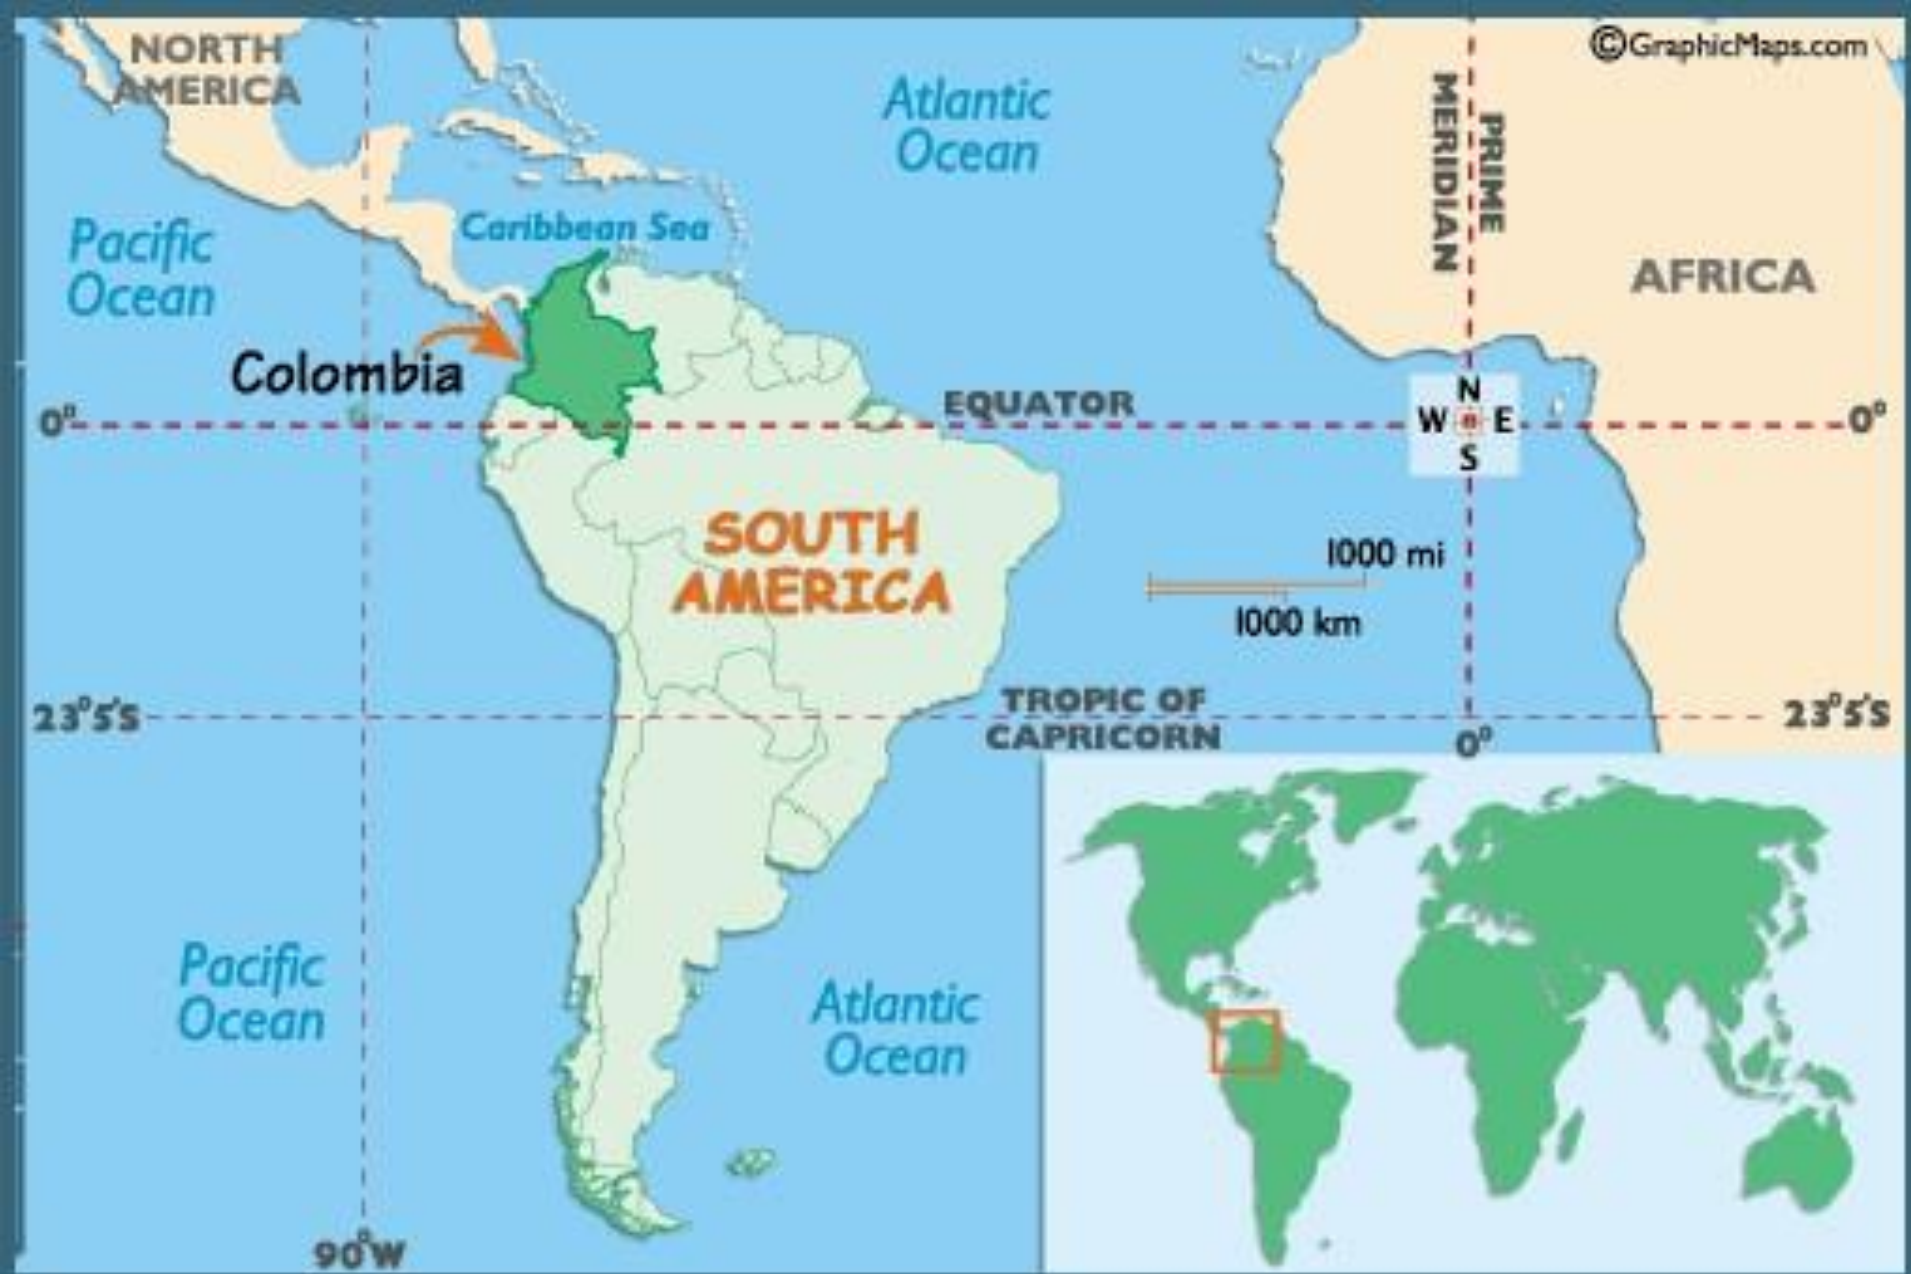 NORTH
AMERICA
©GraphicMaps.com
Atlantic
Ocean
PRIME
MERIDIAN
Caribbean Sea
Pacific
Ocean
AFRICA
Colombia
EQUATOR
N
W E
S
0°
0°
SOUTH
AMERICA
1000 mi
1000 km
TROPIC OF
CAPRICORN
23°5'S
23°5'S
0°
Pacific
Ocean
Atlantic
Ocean
90°W